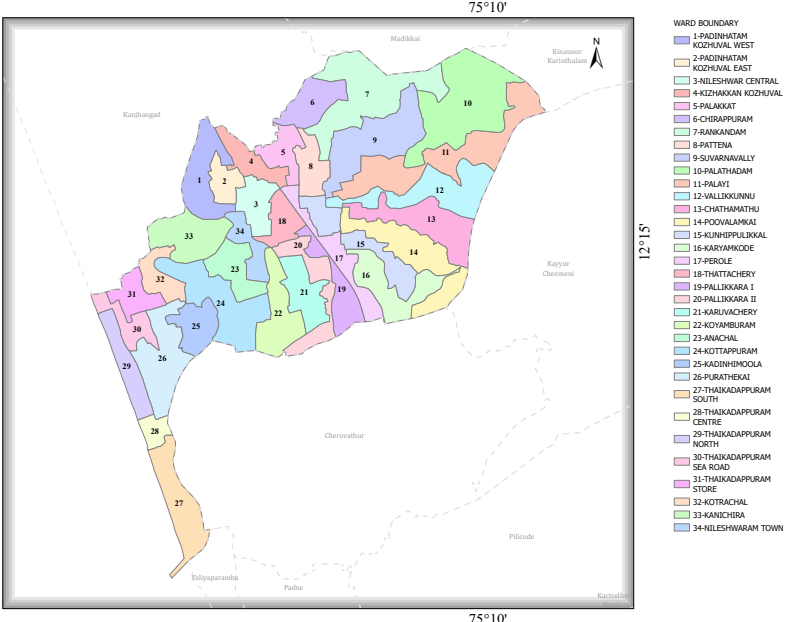 75°10'
Madikkai
Kinanoor
Karinthalam
N
Kanjhangad
6
7
10
9
5
4
8
11
1
2
12
3
13
18
34
33
20
15
17
14
23
16
32
31
21
19
24
22
30
25
26
29
28
27
Kayyur
Cheemeni
Cheruvathur
Pilicode
Valiyaparamba
Padne
75°10'
12°15'
WARD BOUNDARY
1-PADINHATAM
KOZHUVAL WEST
2-PADINHATAM
KOZHUVAL EAST
3-NILESHWAR CENTRAL
4-KIZHAKKAN KOZHUVAL
5-PALAKKAT
6-CHIRAPPURAM
7-RANKANDAM
8-PATTENA
9-SUVARNAVALLY
10-PALATHADAM
11-PALAYI
12-VALLIKKUNNU
13-CHATHAMATHU
14-POOVALAMKAI
15-KUNHIPPULIKKAL
16-KARYAMKODE
17-PEROLE
18-THATTACHERY
19-PALLIKKARA I
20-PALLIKKARA II
21-KARUVACHERY
22-KOYAMBURAM
23-ANACHAL
24-KOTTAPPURAM
25-KADINHIMOOLA
26-PURATHEKAI
27-THAIKADAPPURAM
SOUTH
28-THAIKADAPPURAM
CENTRE
29-THAIKADAPPURAM
NORTH
30-THAIKADAPPURAM
SEA ROAD
31-THAIKADAPPURAM
STORE
32-KOTRACHAL
33-KANICHIRA
34-NILESHWARAM TOWN